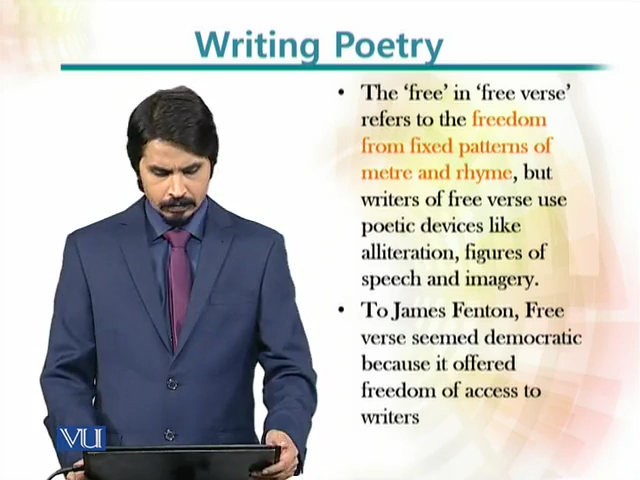 Writing Poetry
• The ‘free’ in ‘free verse’
refers to the freedom
from fixed patterns of
metre and rhyme, but
writers of free verse use
poetic devices like
alliteration, figures of
speech and imagery.
• To James Fenton, Free
verse seemed democratic
because it offered
freedom of access to
writers
VU